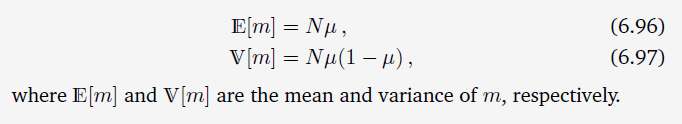 𝔼[m] = Nμ , (6.96)
𝕍[m] = Nμ(1 − μ) , (6.97)
where 𝔼[m] and 𝕍[m] are the mean and variance of m, respectively.